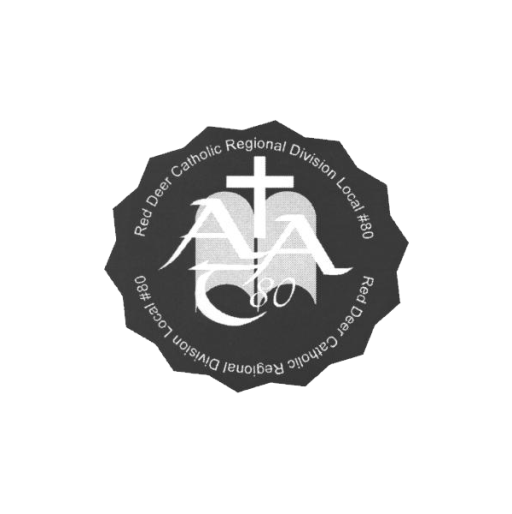 Red Deer Catholic Regional Division Local #80
ATA
80
Red Deer Catholic Regional Division Local #80